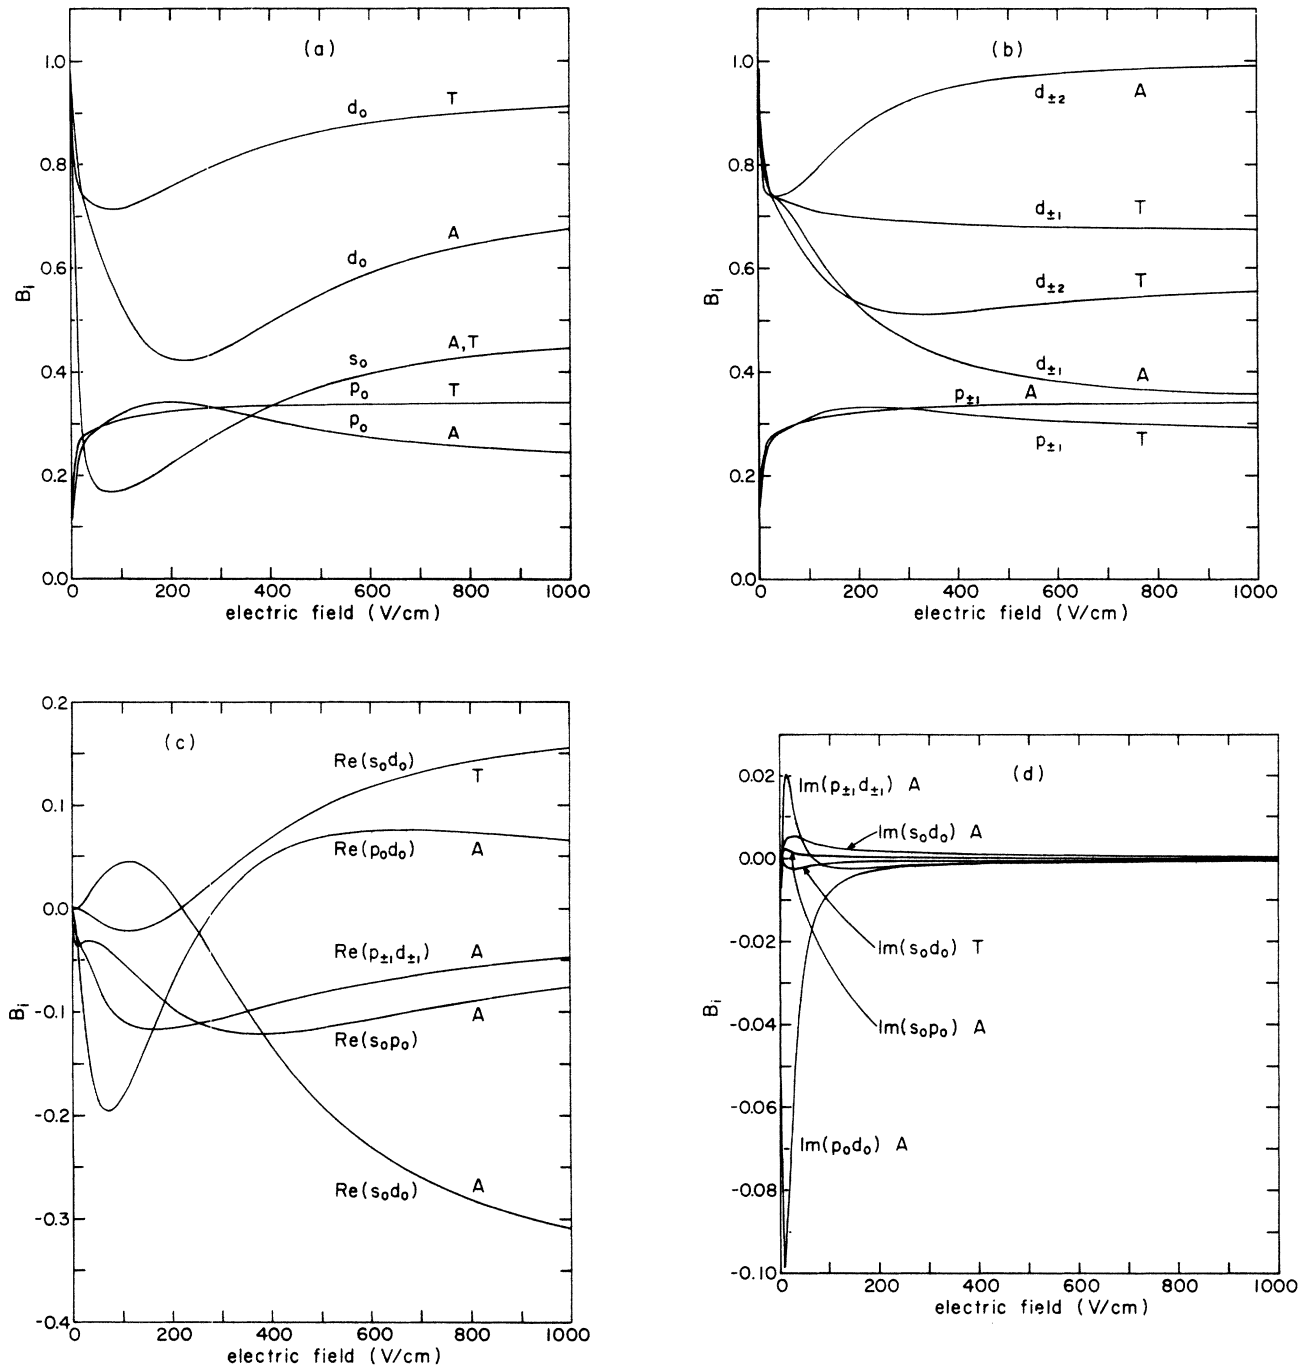 (a)
1.0
0.8
0.6
0.4
0.2
0.0
Bi
d₀ T
d₀ A
s₀ A,T
p₀ T
p₀ A
0 200 400 600 800 1000
electric field (V/cm)
(b)
1.0
0.8
0.6
0.4
0.2
0.0
Bi
d±2 A
d±1 T
d±2 T
d±1 A
p±1 A
p±1 T
0 200 400 600 800 1000
electric field (V/cm)
(c)
0.2
0.1
0.0
-0.1
-0.2
-0.3
-0.4
Bi
Re(s₀d₀) T
Re(p₀d₀) A
Re(p±1d±1) A
Re(s₀p₀) A
Re(s₀d₀) A
0 200 400 600 800 1000
electric field (V/cm)
(d)
0.02
0.00
-0.02
-0.04
-0.06
-0.08
-0.10
Bi
Im(p±1d±1) A
Im(s₀d₀) A
Im(s₀d₀) T
Im(s₀p₀) A
Im(p₀d₀) A
0 200 400 600 800 1000
electric field (V/cm)